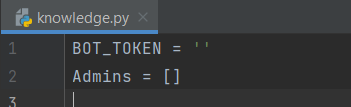 knowledge.py
1 BOT_TOKEN = ''
2 Admins = []
3